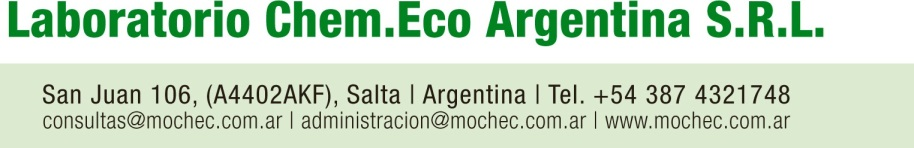 Laboratorio Chem.Eco Argentina S.R.L.
San Juan 106, (A4402AKF), Salta | Argentina | Tel. +54 387 4321748
consultas@mochec.com.ar | administracion@mochec.com.ar | www.mochec.com.ar